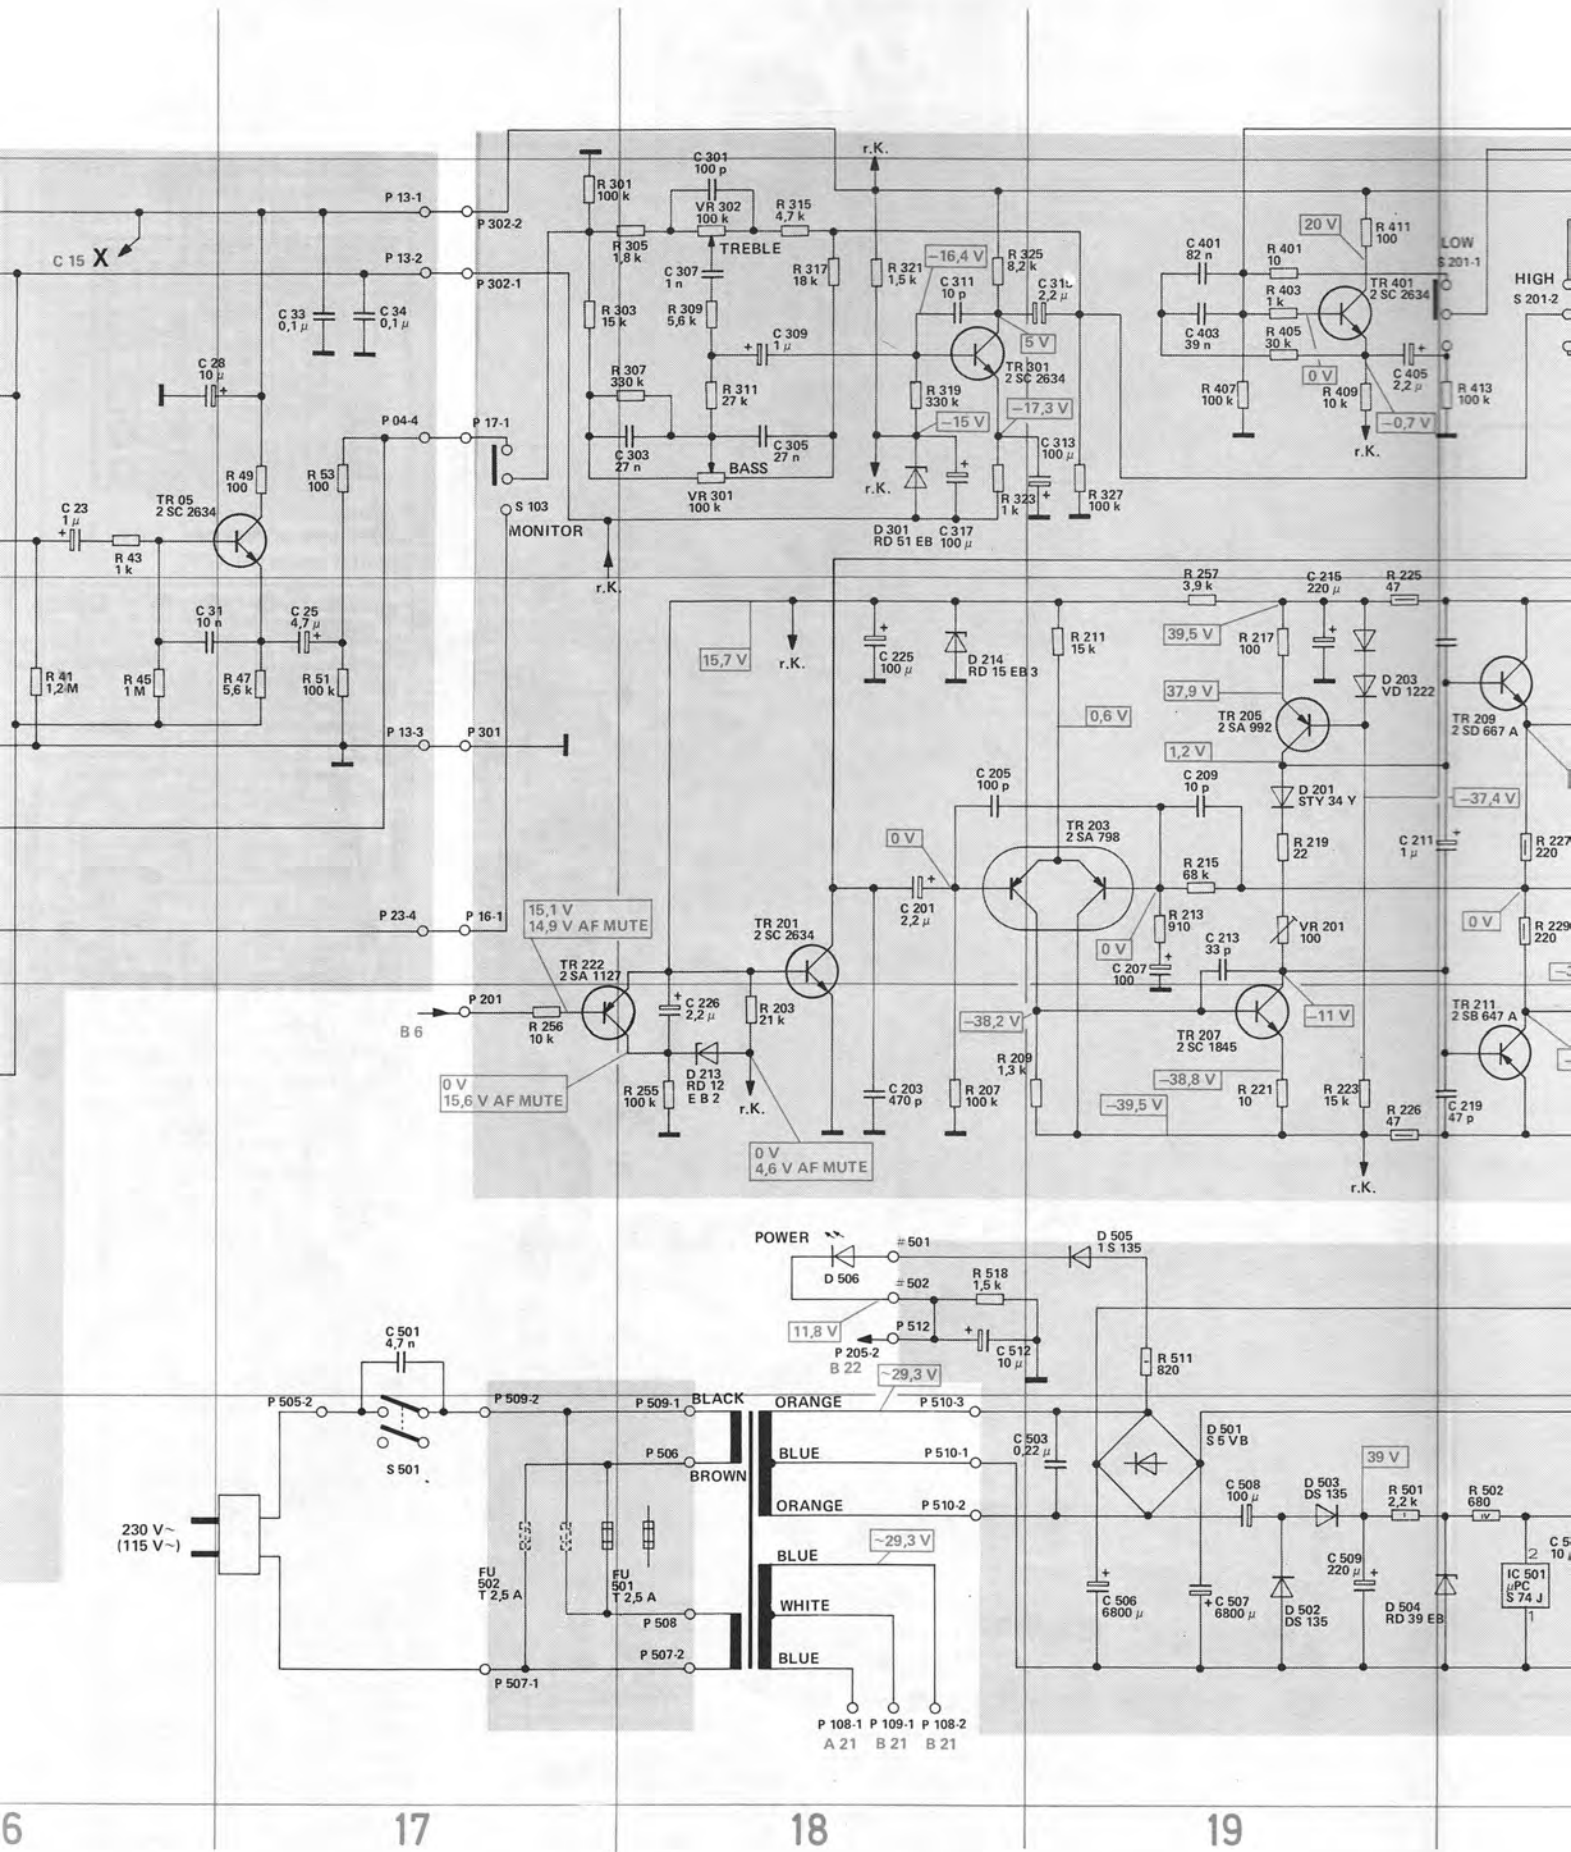 C 15 X
P 13-1
P 302-2
P 13-2
P 302-1
C 33
0,1 µ
C 34
0,1 µ
C 28
10 µ
+
P 04-4
P 17-1
R 49
100
R 53
100
TR 05
2 SC 2634
C 23
1 µ
+
R 43
1 k
S 103
MONITOR
r.K.
C 31
10 n
C 25
4,7 µ
+
R 41
1,2 M
R 45
1 M
R 47
5,6 k
R 51
100 k
P 13-3
P 301
P 23-4
P 16-1
R 301
100 k
C 301
100 p
VR 302
100 k
R 315
4,7 k
R 305
1,8 k
TREBLE
C 307
1 n
R 317
18 k
R 303
15 k
R 309
5,6 k
C 309
1 µ
+
R 307
330 k
R 311
27 k
C 303
27 n
C 305
27 n
BASS
VR 301
100 k
r.K.
R 321
1,5 k
−16,4 V
R 325
8,2 k
C 311
10 p
2,2 µ
+
5 V
TR 301
2 SC 2634
R 319
330 k
−17,3 V
−15 V
C 313
100 µ
+
r.K.
+
R 323
1 k
R 327
100 k
D 301
RD 51 EB
C 317
100 µ
20 V
R 411
100
C 401
82 n
R 401
10
LOW
S 201-1
HIGH
S 201-2
TR 401
2 SC 2634
R 403
1 k
C 403
39 n
R 405
30 k
0 V
C 405
2,2 µ
+
R 407
100 k
R 409
10 k
R 413
100 k
−0,7 V
r.K.
R 257
3,9 k
C 215
220 µ
+
R 225
47
15,7 V
r.K.
C 225
100 µ
+
D 214
RD 15 EB 3
R 211
15 k
39,5 V
R 217
100
D 203
VD 1222
37,9 V
0,6 V
TR 205
2 SA 992
TR 209
2 SD 667 A
1,2 V
C 205
100 p
C 209
10 p
D 201
STY 34 Y
−37,4 V
TR 203
2 SA 798
0 V
R 219
22
C 211
1 µ
+
R 227
220
R 215
68 k
C 201
2,2 µ
+
15,1 V
14,9 V AF MUTE
TR 201
2 SC 2634
R 213
910
VR 201
100
0 V
R 229
220
0 V
C 213
33 p
C 207
100
+
TR 222
2 SA 1127
P 201
B 6
R 256
10 k
C 226
2,2 µ
+
R 203
21 k
−38,2 V
−11 V
TR 207
2 SC 1845
TR 211
2 SB 647 A
0 V
15,6 V AF MUTE
R 255
100 k
D 213
RD 12
E B 2
r.K.
C 203
470 p
R 207
100 k
R 209
1,3 k
−38,8 V
−39,5 V
R 221
10
R 223
15 k
R 226
47
C 219
47 p
0 V
4,6 V AF MUTE
r.K.
POWER
# 501
D 506
D 505
1 S 135
# 502
R 518
1,5 k
11,8 V
P 512
P 205-2
B 22
C 512
10 µ
+
R 511
820
~29,3 V
C 501
4,7 n
P 505-2
P 509-2
P 509-1
BLACK
ORANGE
P 510-3
S 501
P 506
BROWN
BLUE
P 510-1
C 503
0,22 µ
D 501
S 5 VB
39 V
ORANGE
P 510-2
C 508
100 µ
D 503
DS 135
R 501
2,2 k
R 502
680
230 V~
(115 V~)
~29,3 V
BLUE
FU
502
T 2,5 A
FU
501
T 2,5 A
WHITE
P 508
C 506
6800 µ
+
C 507
6800 µ
+
D 502
DS 135
C 509
220 µ
+
D 504
RD 39 EB
2
IC 501
µPC
S 74 J
1
P 507-2
BLUE
P 507-1
P 108-1 P 109-1 P 108-2
A 21 B 21 B 21
6 17 18 19